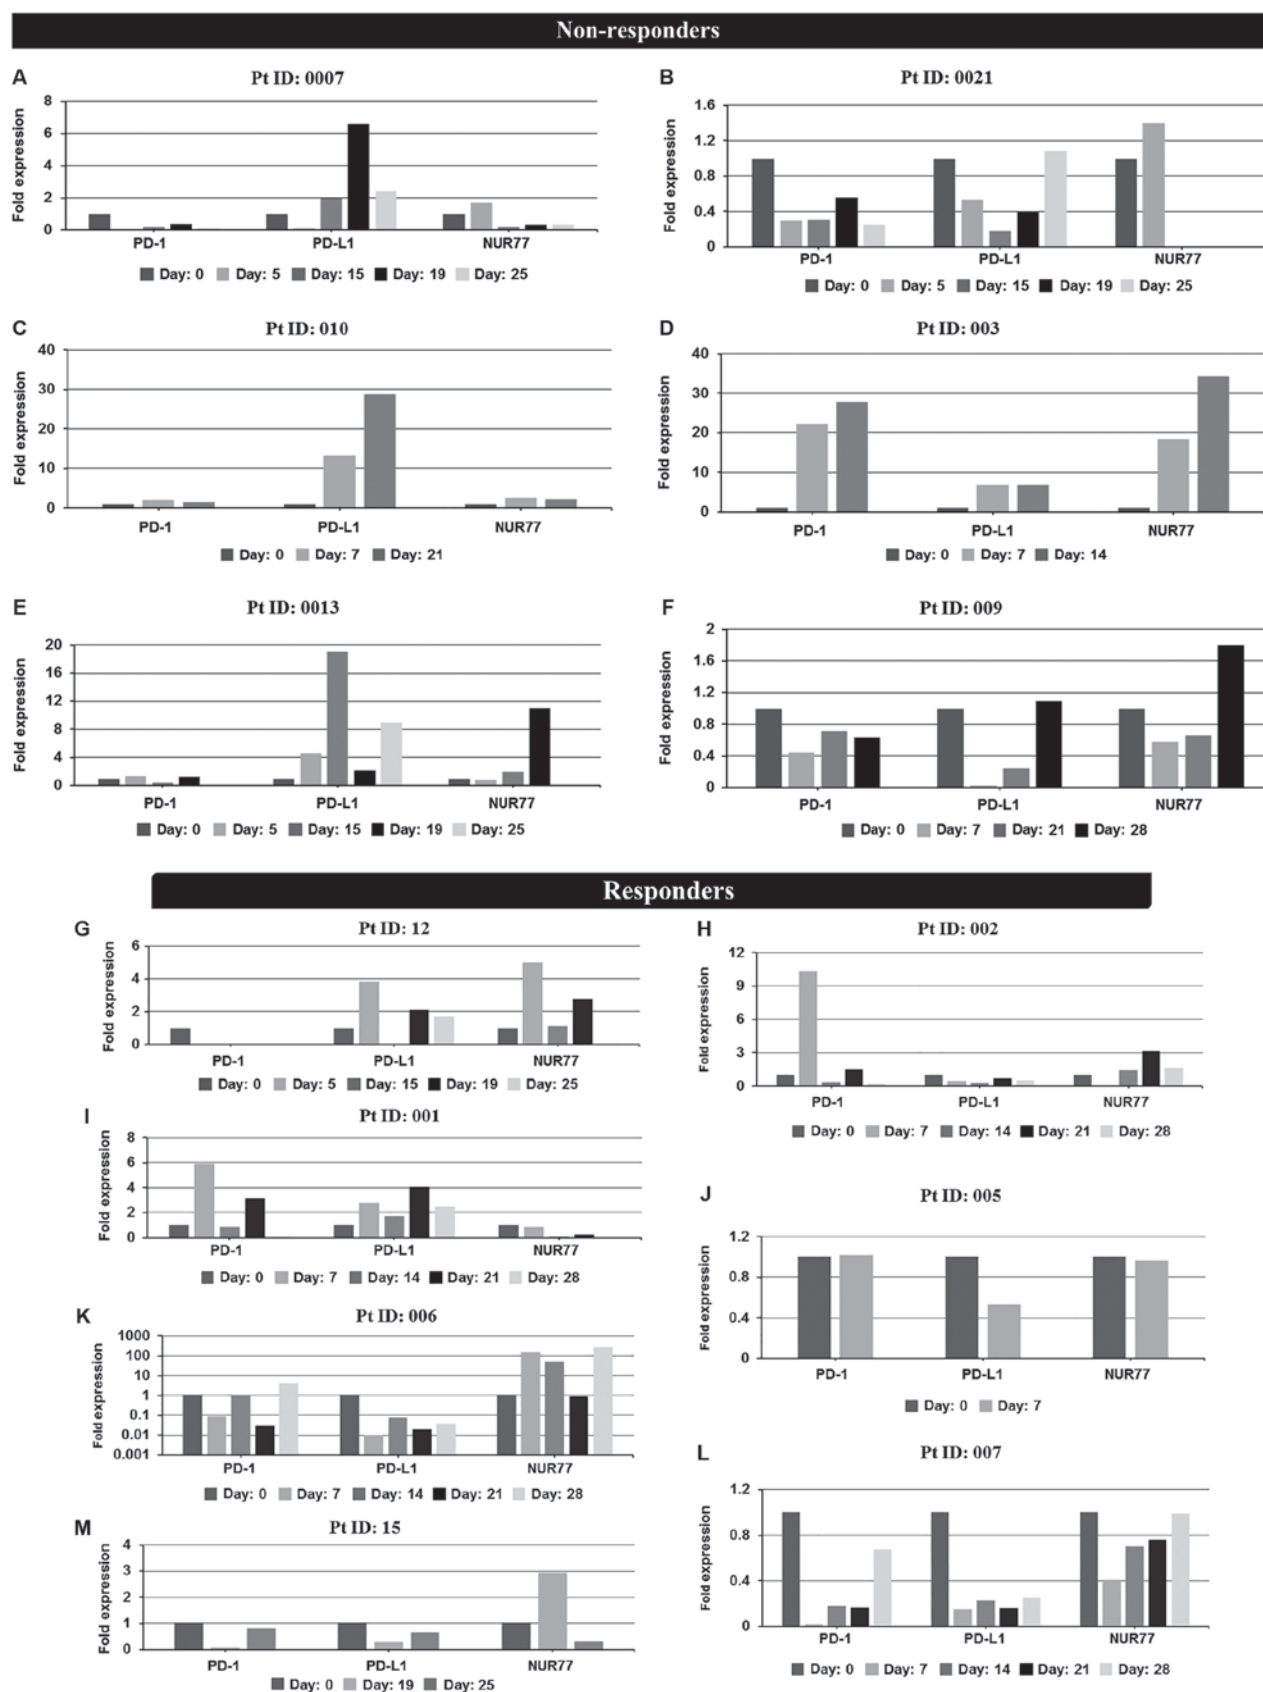 Non-responders
A
Pt ID: 0007
Fold expression
8
6
4
2
0
PD-1 PD-L1 NUR77
Day: 0 Day: 5 Day: 15 Day: 19 Day: 25
B
Pt ID: 0021
Fold expression
1.6
1.2
0.8
0.4
0
PD-1 PD-L1 NUR77
Day: 0 Day: 5 Day: 15 Day: 19 Day: 25
C
Pt ID: 010
Fold expression
40
30
20
10
0
PD-1 PD-L1 NUR77
Day: 0 Day: 7 Day: 21
D
Pt ID: 003
Fold expression
40
30
20
10
0
PD-1 PD-L1 NUR77
Day: 0 Day: 7 Day: 14
E
Pt ID: 0013
Fold expression
20
16
12
8
4
0
PD-1 PD-L1 NUR77
Day: 0 Day: 5 Day: 15 Day: 19 Day: 25
F
Pt ID: 009
Fold expression
2
1.6
1.2
0.8
0.4
0
PD-1 PD-L1 NUR77
Day: 0 Day: 7 Day: 21 Day: 28
Responders
G
Pt ID: 12
Fold expression
6
4
2
0
PD-1 PD-L1 NUR77
Day: 0 Day: 5 Day: 15 Day: 19 Day: 25
H
Pt ID: 002
Fold expression
12
9
6
3
0
PD-1 PD-L1 NUR77
Day: 0 Day: 7 Day: 14 Day: 21 Day: 28
I
Pt ID: 001
Fold expression
8
6
4
2
0
PD-1 PD-L1 NUR77
Day: 0 Day: 7 Day: 14 Day: 21 Day: 28
J
Pt ID: 005
Fold expression
1.2
0.8
0.4
0
PD-1 PD-L1 NUR77
Day: 0 Day: 7
K
Pt ID: 006
Fold expression
1000
100
10
1
0.1
0.01
0.001
PD-1 PD-L1 NUR77
Day: 0 Day: 7 Day: 14 Day: 21 Day: 28
L
Pt ID: 007
Fold expression
1.2
0.8
0.4
0
PD-1 PD-L1 NUR77
Day: 0 Day: 7 Day: 14 Day: 21 Day: 28
M
Pt ID: 15
Fold expression
4
3
2
1
0
PD-1 PD-L1 NUR77
Day: 0 Day: 19 Day: 25